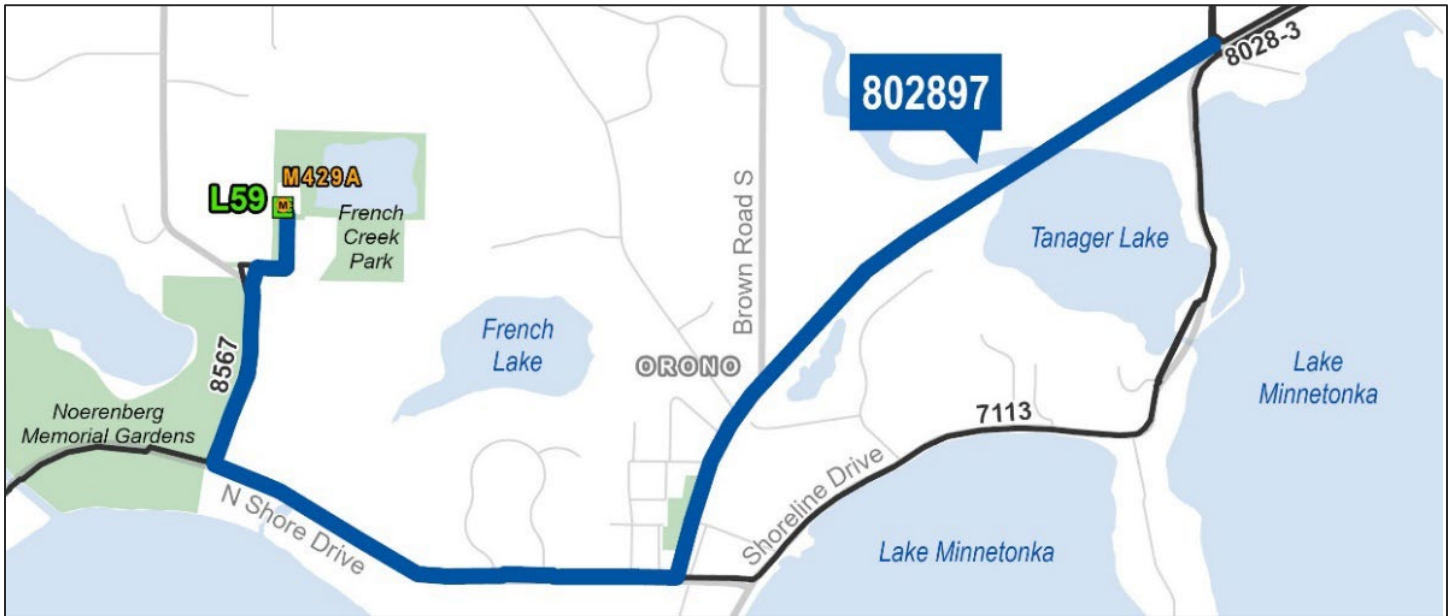 8028-3
802897
M429A
L59
French
Creek
Park
Brown Road S
Tanager Lake
French
Lake
ORONO
8567
Lake
Minnetonka
Noerenberg
Memorial Gardens
7113
N Shore Drive
Shoreline Drive
Lake Minnetonka
M